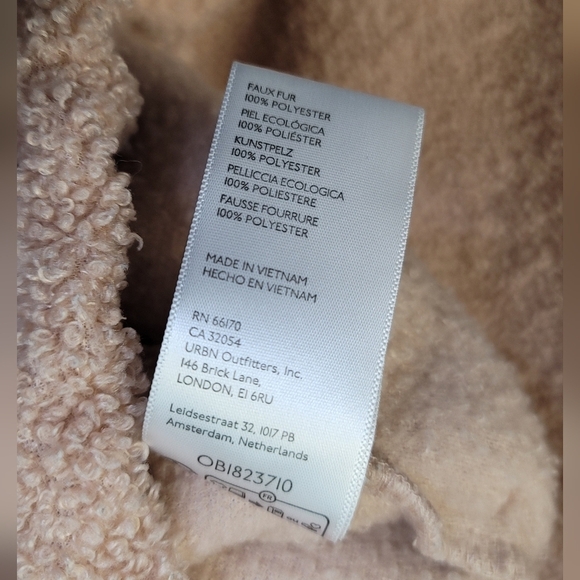 FAUX FUR
100% POLYESTER
PIEL ECOLÓGICA
100% POLIÉSTER
KUNSTPELZ
100% POLYESTER
PELLICCIA ECOLOGICA
100% POLIESTERE
FAUSSE FOURRURE
100% POLYESTER
MADE IN VIETNAM
HECHO EN VIETNAM
RN 66170
CA 32054
URBN Outfitters, Inc.
146 Brick Lane,
LONDON, E1 6RU
Leidsestraat 32, 1017 PB
Amsterdam, Netherlands
OB1823710
FR